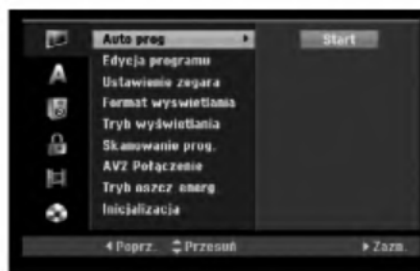 Auto prog
Start
Edycja programu
Ustawienie zegara
Format wyswietlania
Tryb wyświetlania
Skanowanie prog.
AV2 Połączenie
Tryb oszcz energ
Inicjalizacja
Poprz. Przesuń Zazn.
A